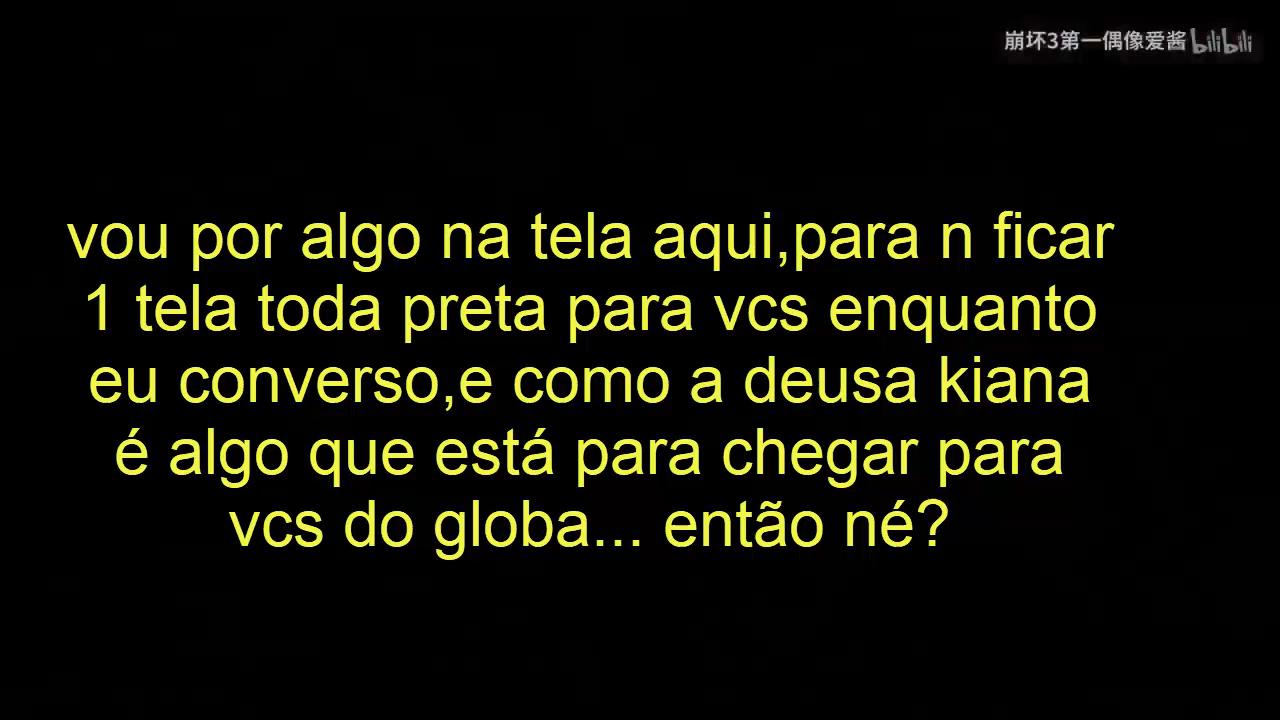 崩坏3第一偶像爱酱 bilibili
vou por algo na tela aqui,para n ficar
1 tela toda preta para vcs enquanto
eu converso,e como a deusa kiana
é algo que está para chegar para
vcs do globa... então né?